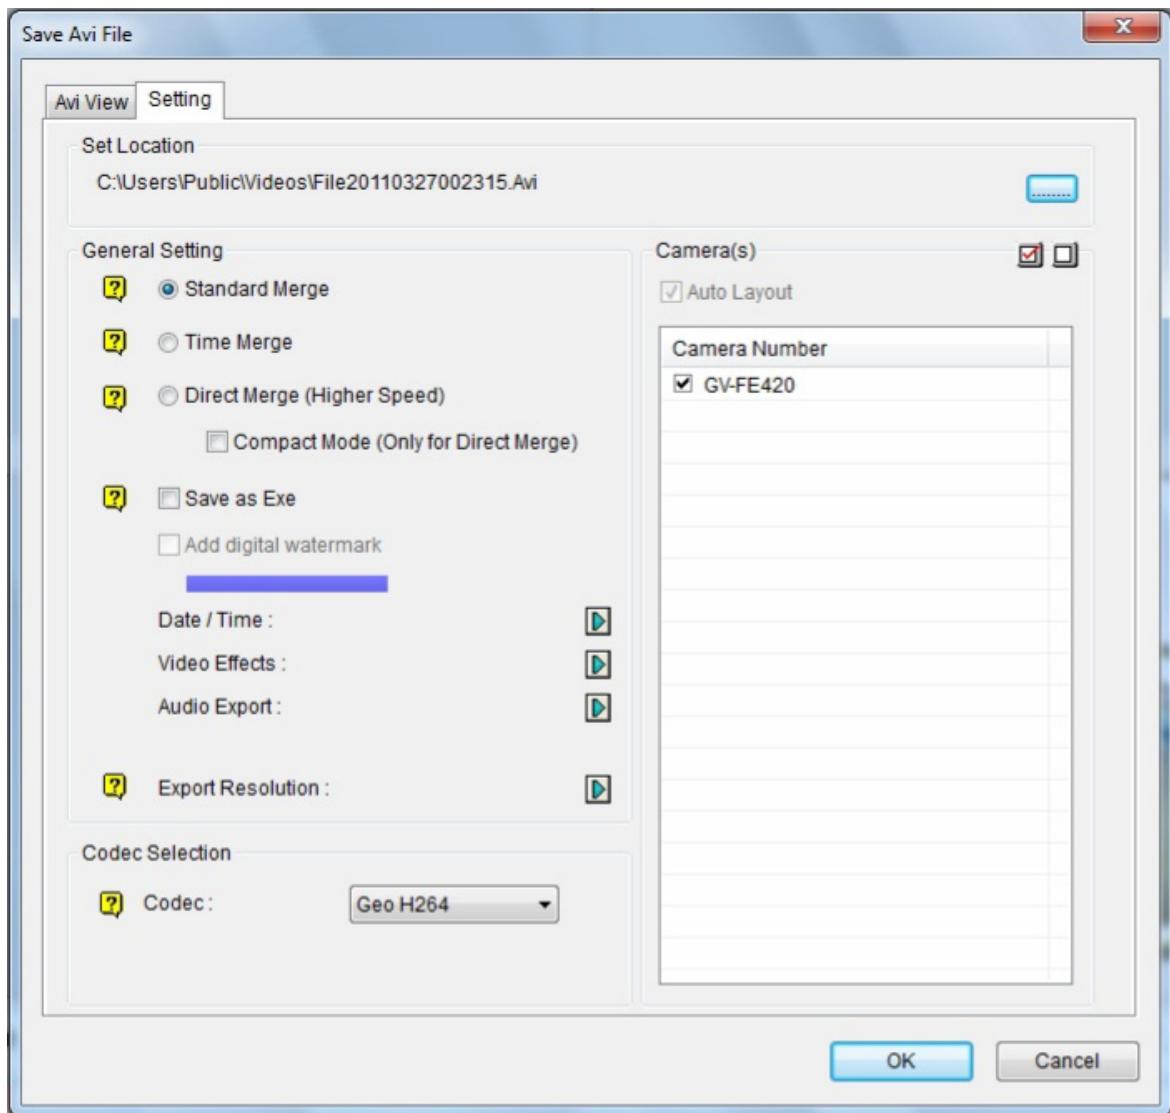 Save Avi File
X
Avi View
Setting
Set Location
C:\Users\Public\Videos\File20110327002315.Avi
........
General Setting
? Standard Merge
? Time Merge
? Direct Merge (Higher Speed)
Compact Mode (Only for Direct Merge)
? Save as Exe
Add digital watermark
Date / Time :
Video Effects :
Audio Export :
? Export Resolution :
Codec Selection
? Codec :
Geo H264
Camera(s)
Auto Layout
Camera Number
GV-FE420
OK
Cancel